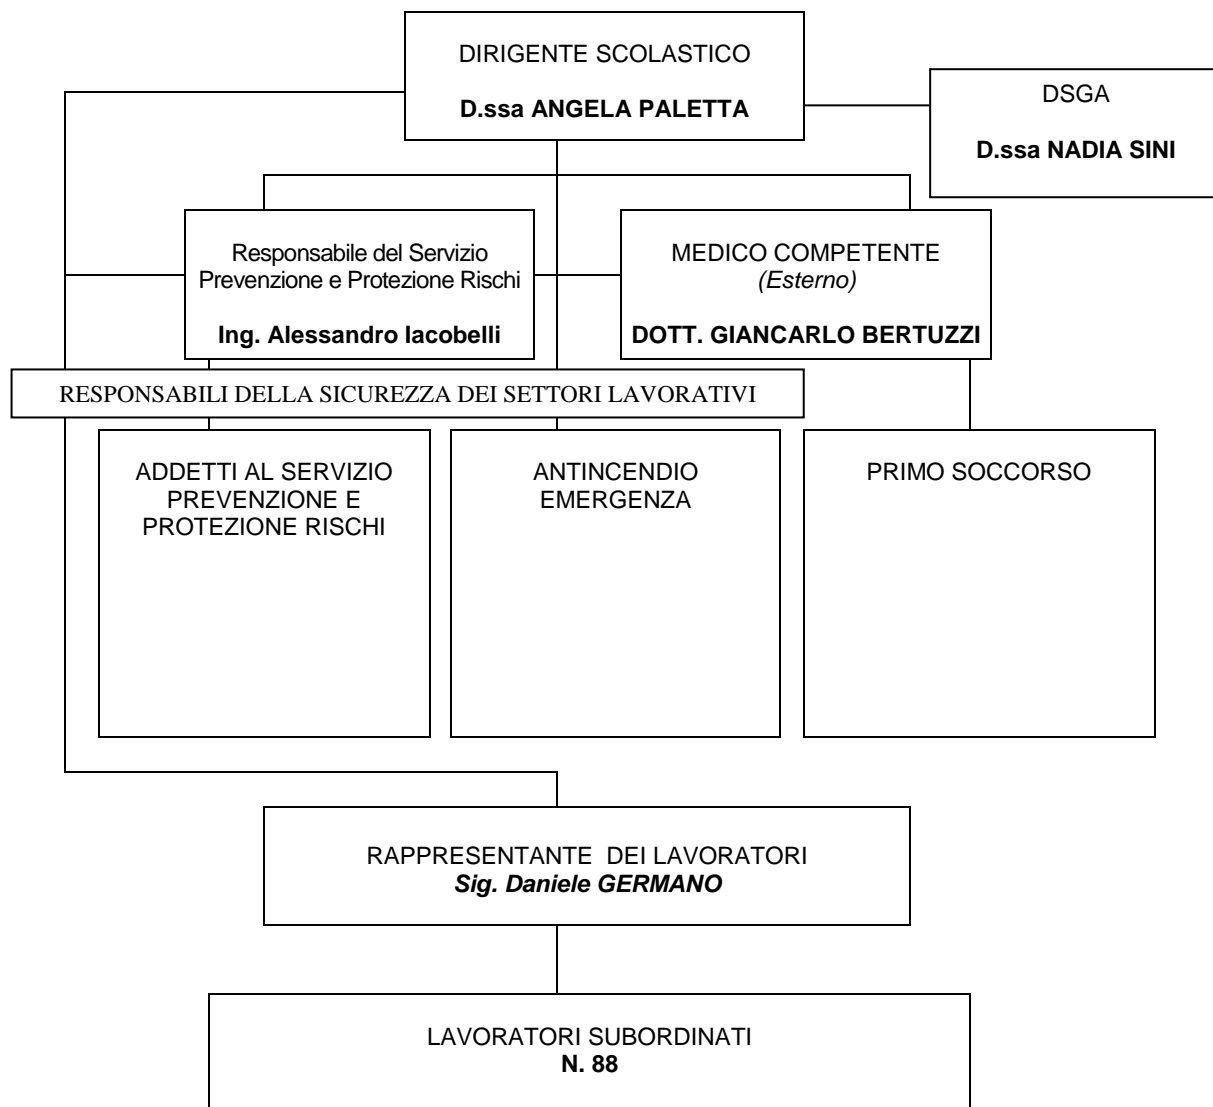 DIRIGENTE SCOLASTICO
D.ssa ANGELA PALETTA
DSGA
D.ssa NADIA SINI
Responsabile del Servizio
Prevenzione e Protezione Rischi
Ing. Alessandro Iacobelli
MEDICO COMPETENTE
(Esterno)
DOTT. GIANCARLO BERTUZZI
RESPONSABILI DELLA SICUREZZA DEI SETTORI LAVORATIVI
ADDETTI AL SERVIZIO
PREVENZIONE E
PROTEZIONE RISCHI
ANTINCENDIO
EMERGENZA
PRIMO SOCCORSO
RAPPRESENTANTE DEI LAVORATORI
Sig. Daniele GERMANO
LAVORATORI SUBORDINATI
N. 88